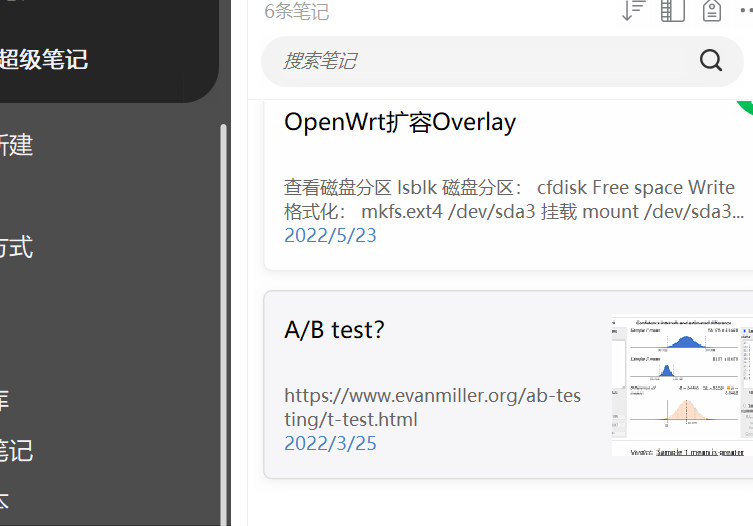 超级笔记
新建
方式
库
笔记
本
6条笔记
搜索笔记
OpenWrt扩容Overlay
查看磁盘分区 lsblk 磁盘分区： cfdisk Free space Write
格式化： mkfs.ext4 /dev/sda3 挂载 mount /dev/sda3...
2022/5/23
A/B test?
https://www.evanmiller.org/ab-tes
ting/t-test.html
2022/3/25
Confidence intervals and estimated difference
Sample 1 mean
Sample 2 mean
Verdict: Sample 1 mean is greater